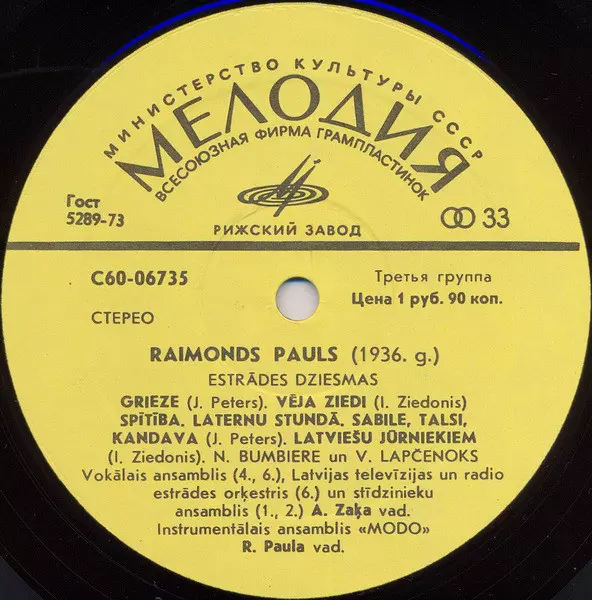 МИНИСТЕРСТВО КУЛЬТУРЫ СССР
МЕЛОДИЯ
ВСЕСОЮЗНАЯ ФИРМА ГРАМПЛАСТИНОК
Гост
5289-73
33
РИЖСКИЙ ЗАВОД
С60-06735
Третья группа
Цена 1 руб. 90 коп.
СТЕРЕО
RAIMONDS PAULS (1936. g.)
ESTRĀDES DZIESMAS
GRIEZE (J. Peters). VĒJA ZIEDI (I. Ziedonis)
SPĪTĪBA. LATERNU STUNDĀ. SABILE, TALSI,
KANDAVA (J. Peters). LATVIEŠU JŪRNIEKIEM
(I. Ziedonis). N. BUMBIERE un V. LAPČENOKS
Vokālais ansamblis (4., 6.), Latvijas televīzijas un radio
estrādes orķestris (6.) un stīdzinieku
ansamblis (1., 2.) A. Zaķa vad.
Instrumentālais ansamblis «MODO»
R. Paula vad.